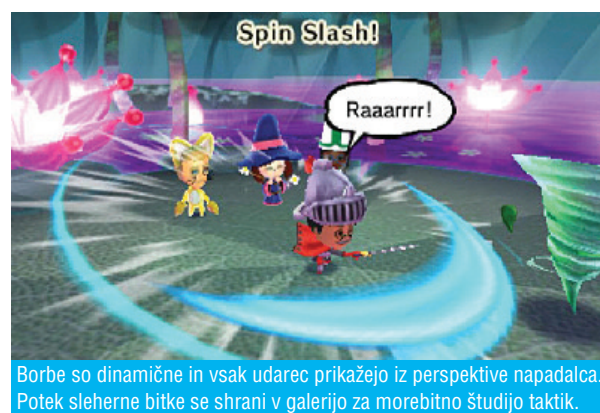 Spin Slash!
Raaarrrr!
Borbe so dinamične in vsak udarec prikažejo iz perspektive napadalca.
Potek sleherne bitke se shrani v galerijo za morebitno študijo taktik.